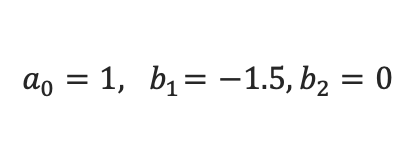 a₀ = 1, b₁ = −1.5, b₂ = 0